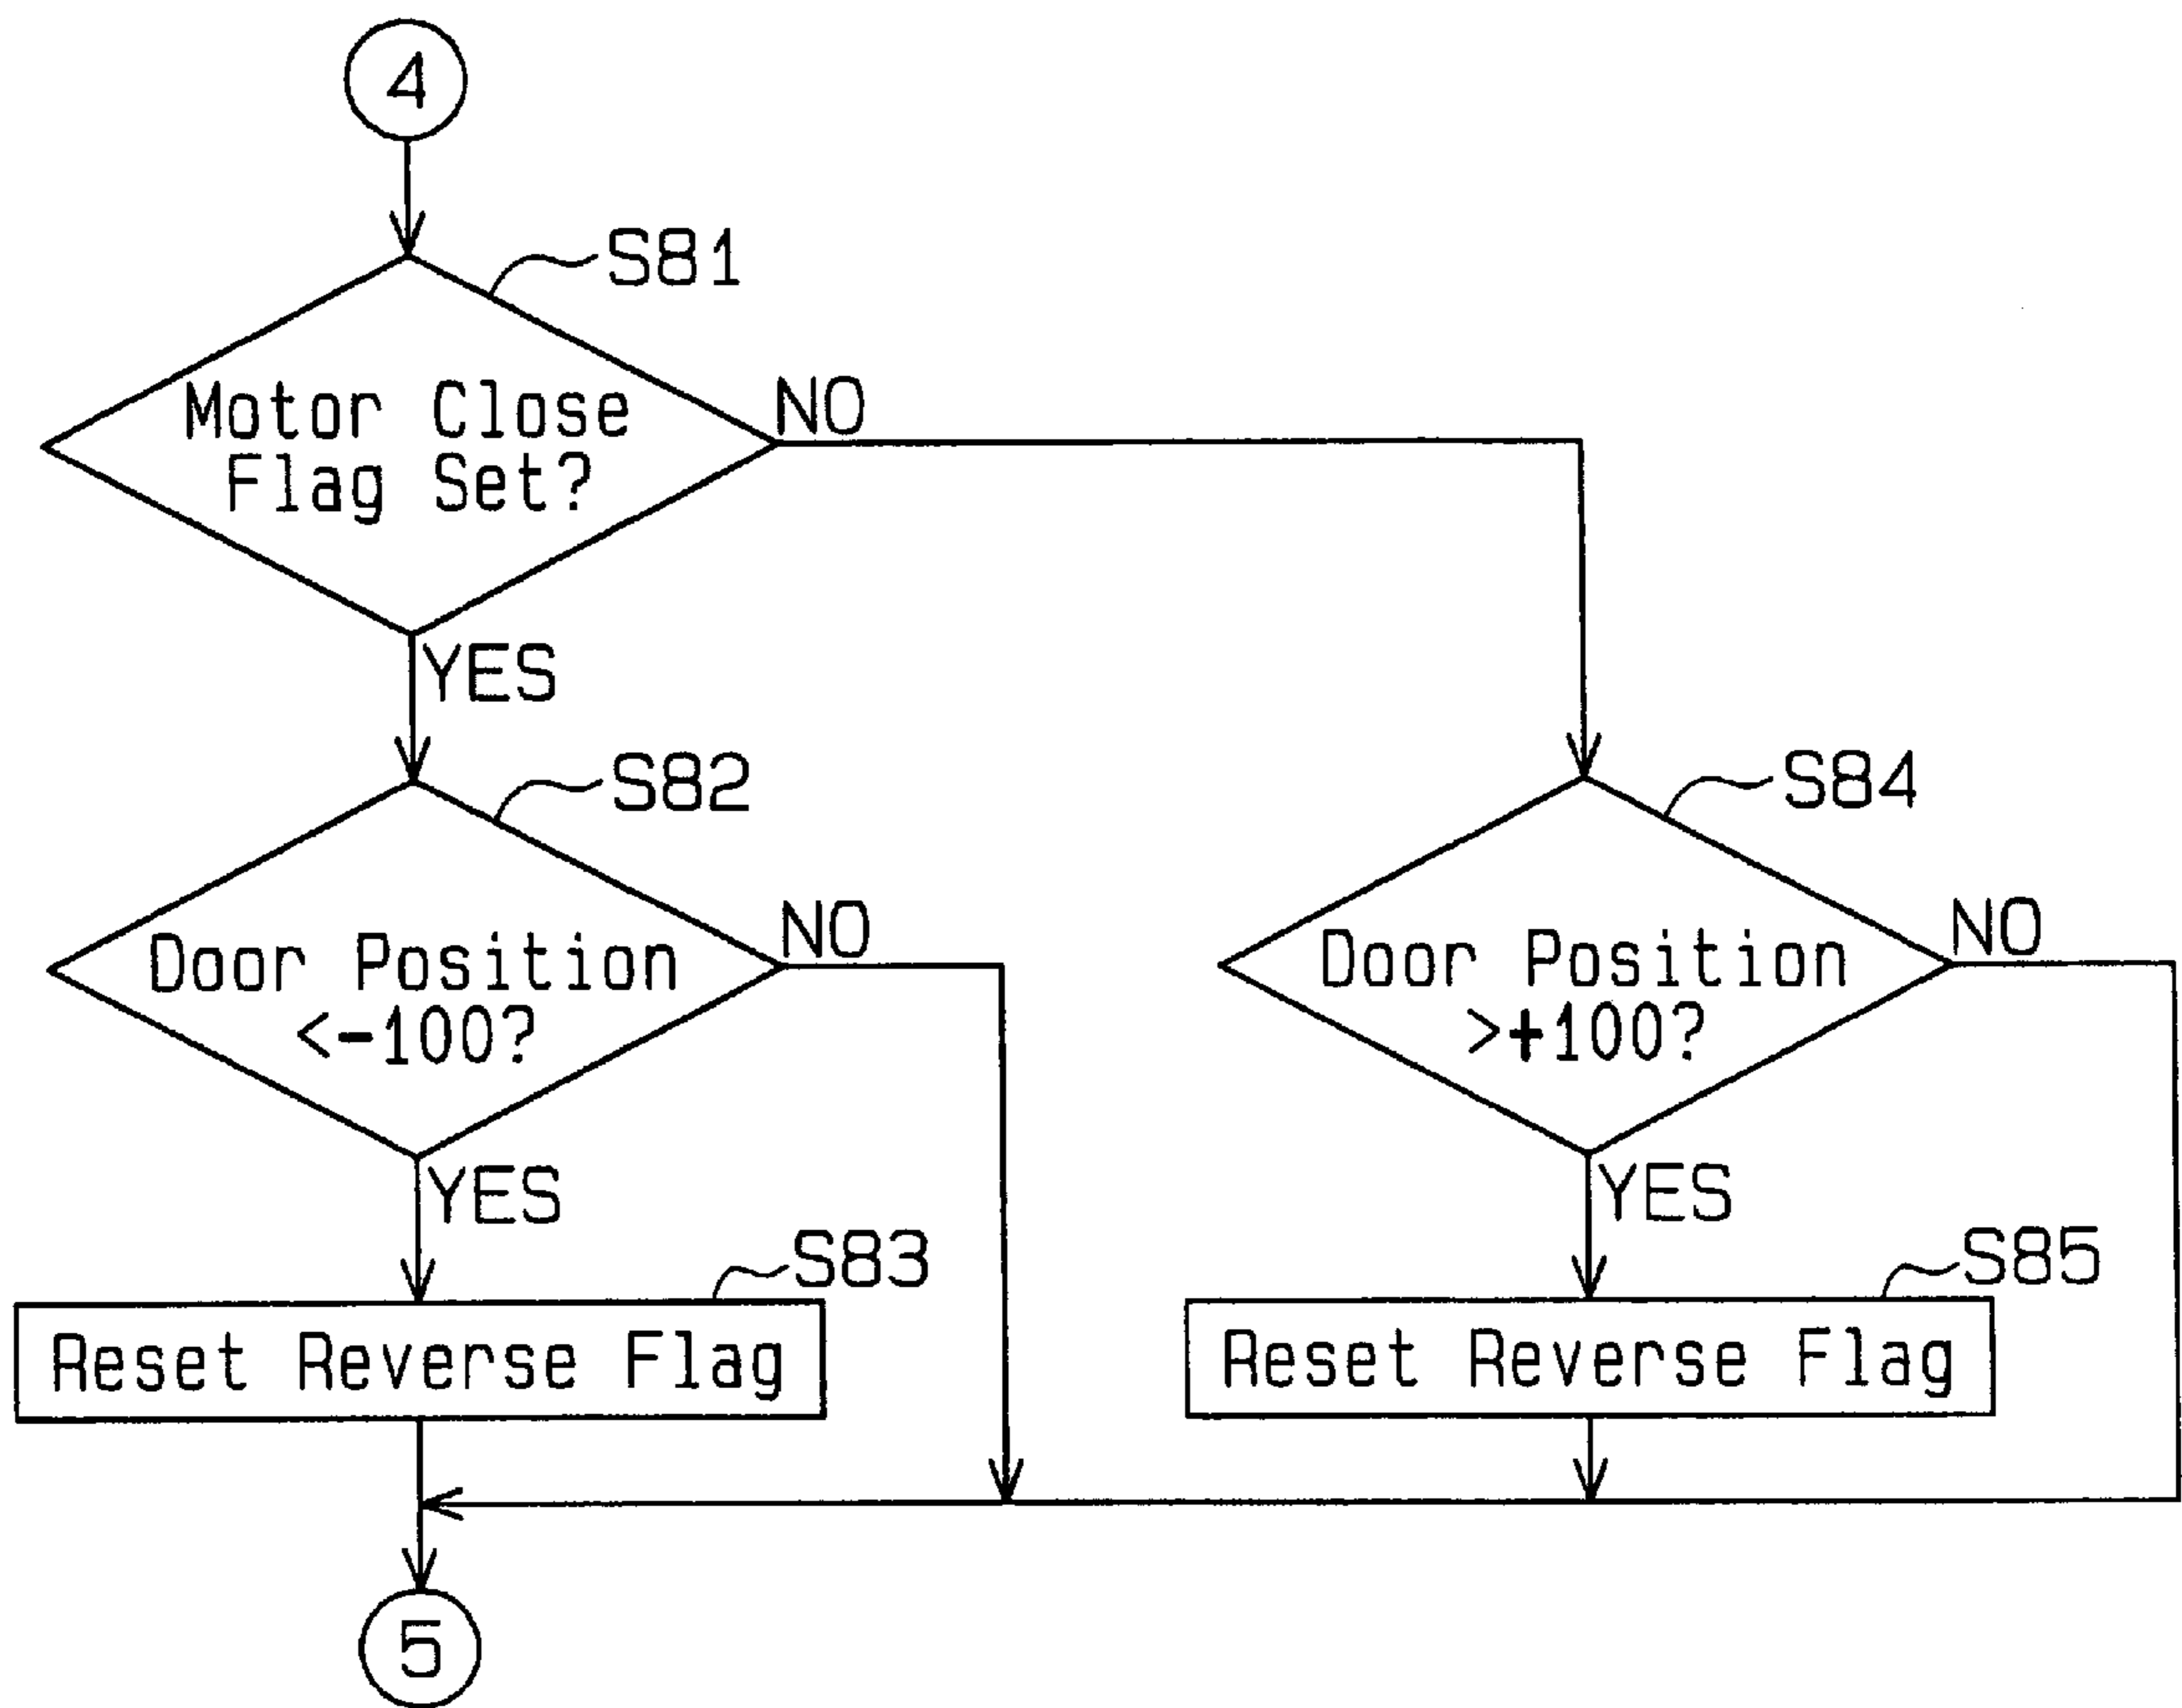 4
S81
Motor Close
Flag Set?
NO
YES
S82
Door Position
<-100?
NO
YES
S84
Door Position
>+100?
NO
YES
S83
Reset Reverse Flag
S85
Reset Reverse Flag
5